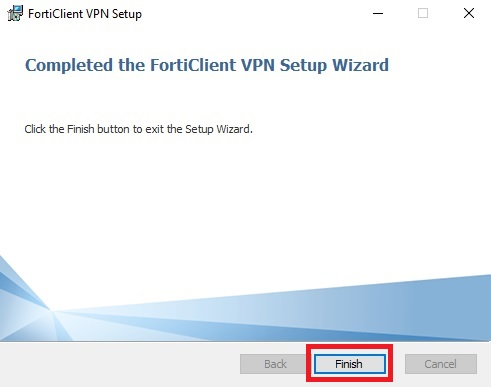 FortiClient VPN Setup
Completed the FortiClient VPN Setup Wizard
Click the Finish button to exit the Setup Wizard.
Back Finish Cancel